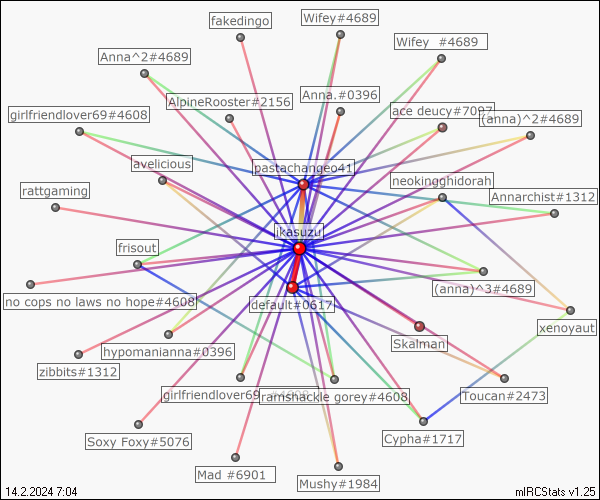 fakedingo
Wifey#4689
Wifey  #4689
Anna^2#4689
AlpineRooster#2156
Anna.#0396
ace deucy#7097
(anna)^2#4689
girlfriendlover69#4608
avelicious
pastachangeo41
neokingghidorah
rattgaming
Annarchist#1312
ikasuzu
frisout
(anna)^3#4689
no cops no laws no hope#4608
default#0617
xenoyaut
hypomanianna#0396
Skalman
zibbits#1312
girlfriendlover69
ramshackle gorey#4608
Toucan#2473
Soxy Foxy#5076
Cypha#1717
Mad #6901
Mushy#1984
14.2.2024 7:04
mIRCStats v1.25